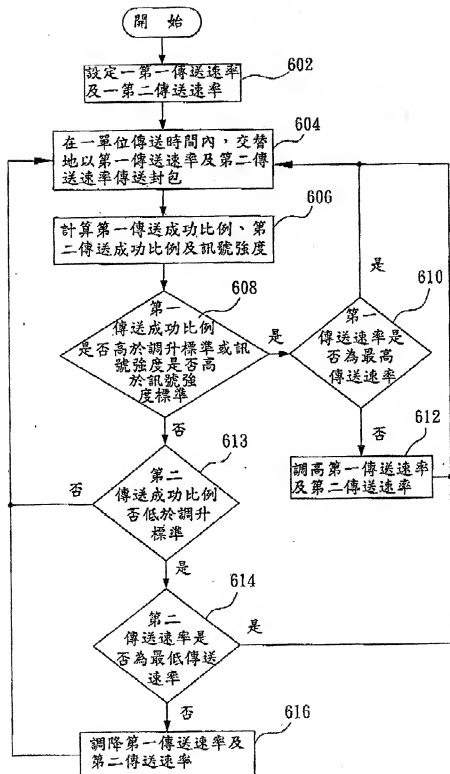 開 始
設定一第一傳送速率
及一第二傳送速率
602
在一單位傳送時間內，交替
地以第一傳送速率及第二傳
送速率傳送封包
604
計算第一傳送成功比例、第
二傳送成功比例及訊號強度
606
第一
傳送成功比例
是否高於調升標準或訊
號強度是否高
於訊號強
度標準
608
是
否
第一
傳送速率是
否為最高
傳送速率
610
是
否
調高第一傳送速率
及第二傳送速率
612
第二
傳送成功比例
否低於調升
標準
613
否
是
第二
傳送速率是
否為最低傳送
速率
614
是
否
調降第一傳送速率及
第二傳送速率
616